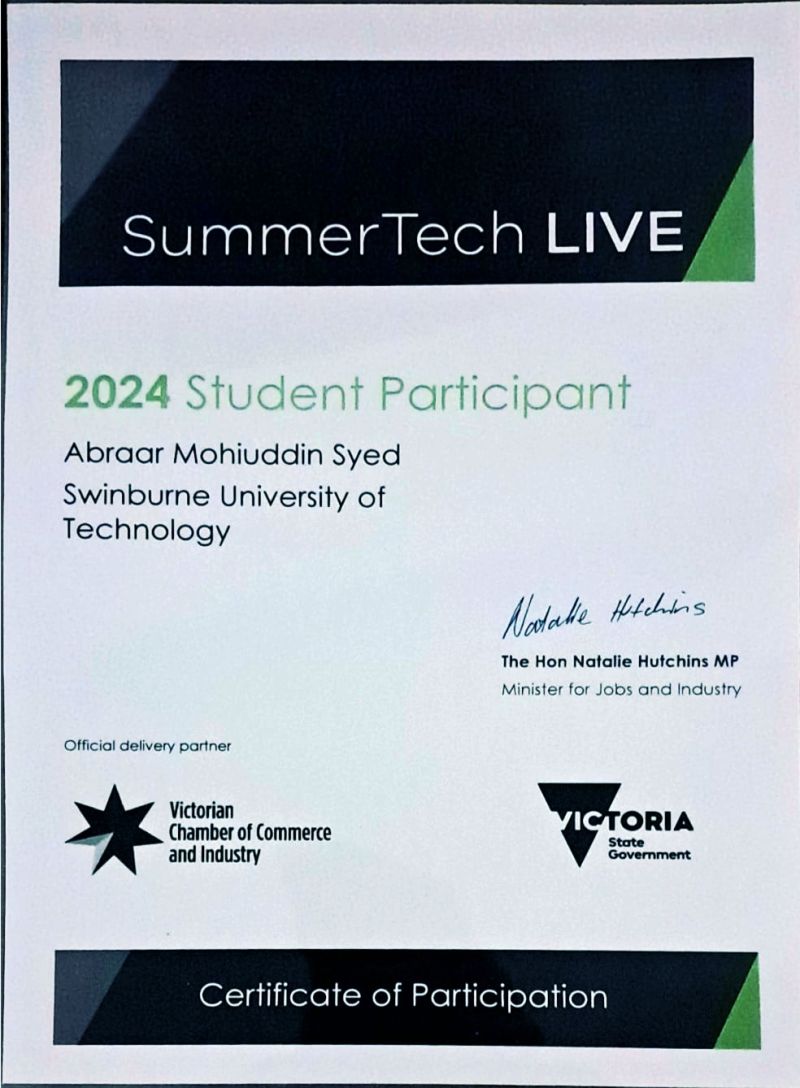 SummerTech LIVE
2024 Student Participant
Abraar Mohiuddin Syed
Swinburne University of
Technology
Natalie Hutchins
The Hon Natalie Hutchins MP
Minister for Jobs and Industry
Official delivery partner
Victorian
Chamber of Commerce
and Industry
VICTORIA
State
Government
Certificate of Participation